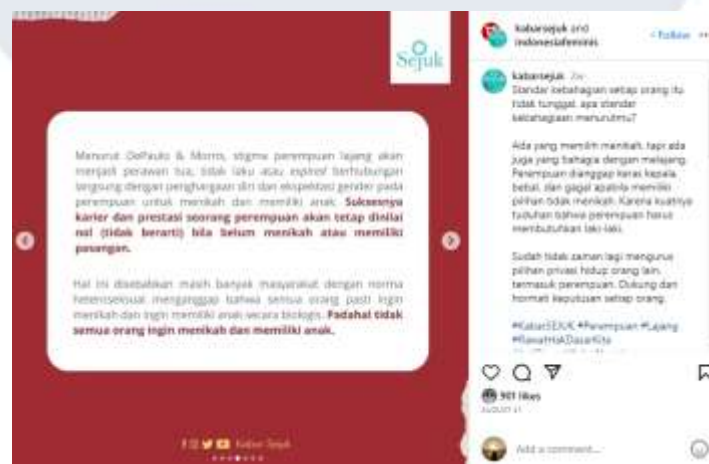 Sejuk
Menurut DePaulo & Morris, stigma perempuan lajang akan
menjadi perawan tua, tidak laku atau expired berhubungan
langsung dengan penghargaan diri dan ekspektasi gender pada
perempuan untuk menikah dan memiliki anak. Suksesnya
karier dan prestasi seorang perempuan akan tetap dinilai
nol (tidak berarti) bila belum menikah atau memiliki
pasangan.
Hal ini disebabkan masih banyak masyarakat dengan norma
heteroseksual menganggap bahwa semua orang pasti ingin
menikah dan ingin memiliki anak secara biologis. Padahal tidak
semua orang ingin menikah dan memiliki anak.
Kabar Sejuk
kabarsejuk and
indonesiafeminis
Follow
kabarsejuk
Standar kebahagian setiap orang itu
tidak tunggal, apa standar
kebahagiaan menurutmu?
Ada yang memilih menikah, tapi ada
juga yang bahagia dengan melajang.
Perempuan dianggap keras kepala,
bebal, dan gagal apabila memiliki
pilihan tidak menikah. Karena kuatnya
tuduhan bahwa perempuan harus
membutuhkan laki-laki.
Sudah tidak zaman lagi mengurus
pilihan privasi hidup orang lain,
termasuk perempuan. Dukung dan
hormati keputusan setiap orang.
#KabarSEJUK #Perempuan #Lajang
#RawatHakDasarKita
901 likes
AUGUST
Add a comment...